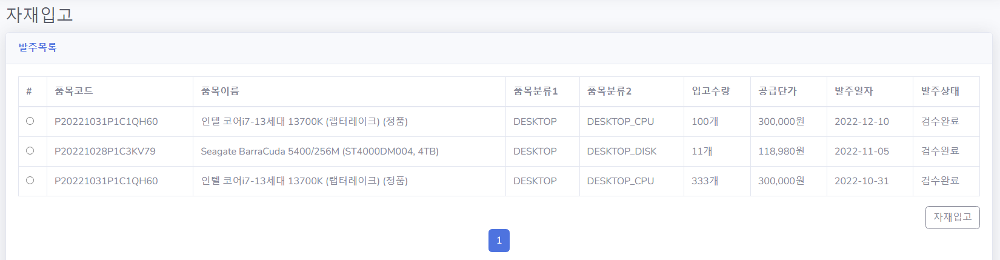 자재입고
발주목록
# 품목코드 품목이름 품목분류1 품목분류2 입고수량 공급단가 발주일자 발주상태
P20221031P1C1QH60 인텔 코어i7-13세대 13700K (랩터레이크) (정품) DESKTOP DESKTOP_CPU 100개 300,000원 2022-12-10 검수완료
P20221028P1C3KV79 Seagate BarraCuda 5400/256M (ST4000DM004, 4TB) DESKTOP DESKTOP_DISK 11개 118,980원 2022-11-05 검수완료
P20221031P1C1QH60 인텔 코어i7-13세대 13700K (랩터레이크) (정품) DESKTOP DESKTOP_CPU 333개 300,000원 2022-10-31 검수완료
자재입고
1